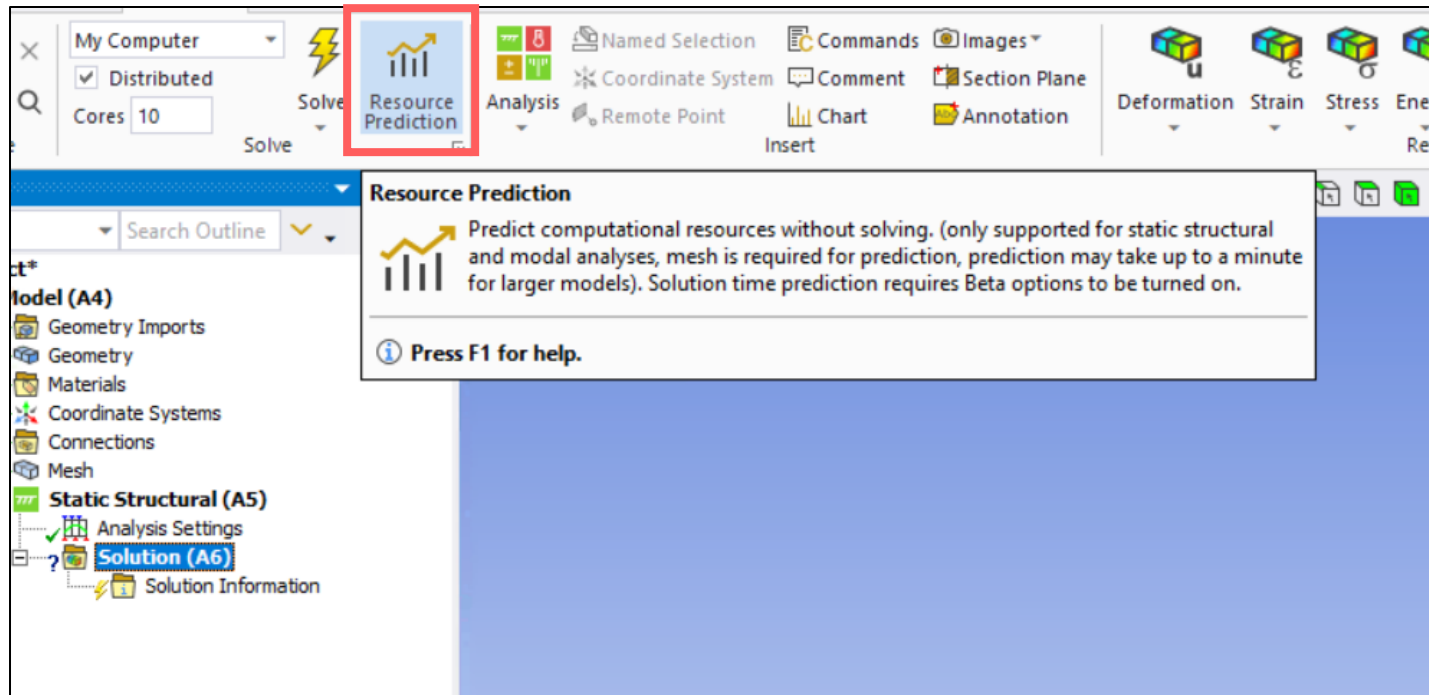 My Computer
Distributed
Cores 10
Solve
Resource
Prediction
Solve
Analysis
Named Selection
Coordinate System
Remote Point
Commands
Comment
Chart
Images
Section Plane
Annotation
Insert
Deformation
u
Strain
ε
Stress
σ
Ene
Re
Search Outline
Resource Prediction
Predict computational resources without solving. (only supported for static structural
and modal analyses, mesh is required for prediction, prediction may take up to a minute
for larger models). Solution time prediction requires Beta options to be turned on.
Press F1 for help.
ct*
Model (A4)
Geometry Imports
Geometry
Materials
Coordinate Systems
Connections
Mesh
Static Structural (A5)
Analysis Settings
? Solution (A6)
Solution Information